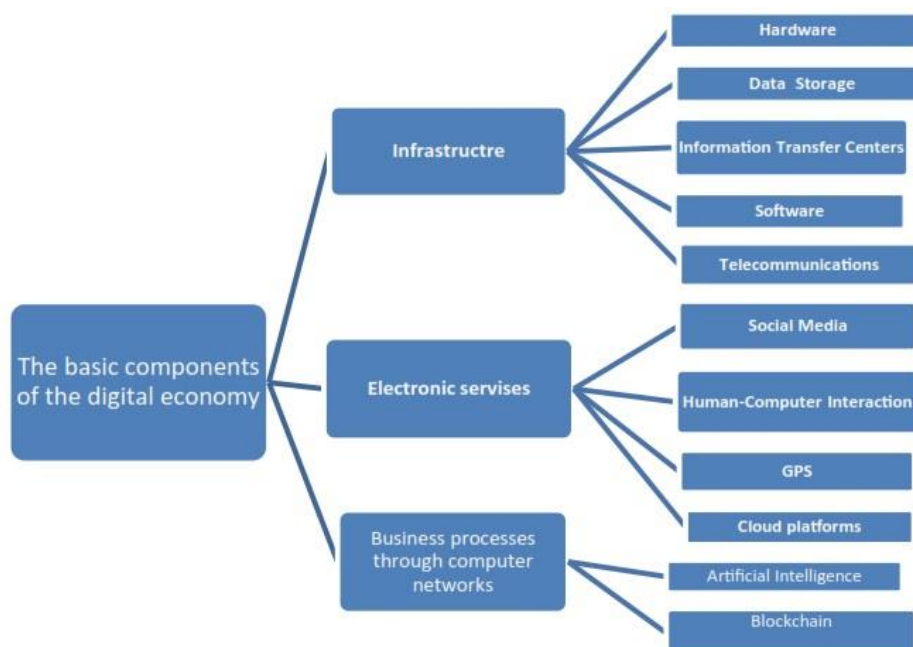 The basic components
of the digital economy
Infrastructre
Hardware
Data Storage
Information Transfer Centers
Software
Telecommunications
Electronic servises
Social Media
Human-Computer Interaction
GPS
Cloud platforms
Business processes
through computer
networks
Artificial Intelligence
Blockchain